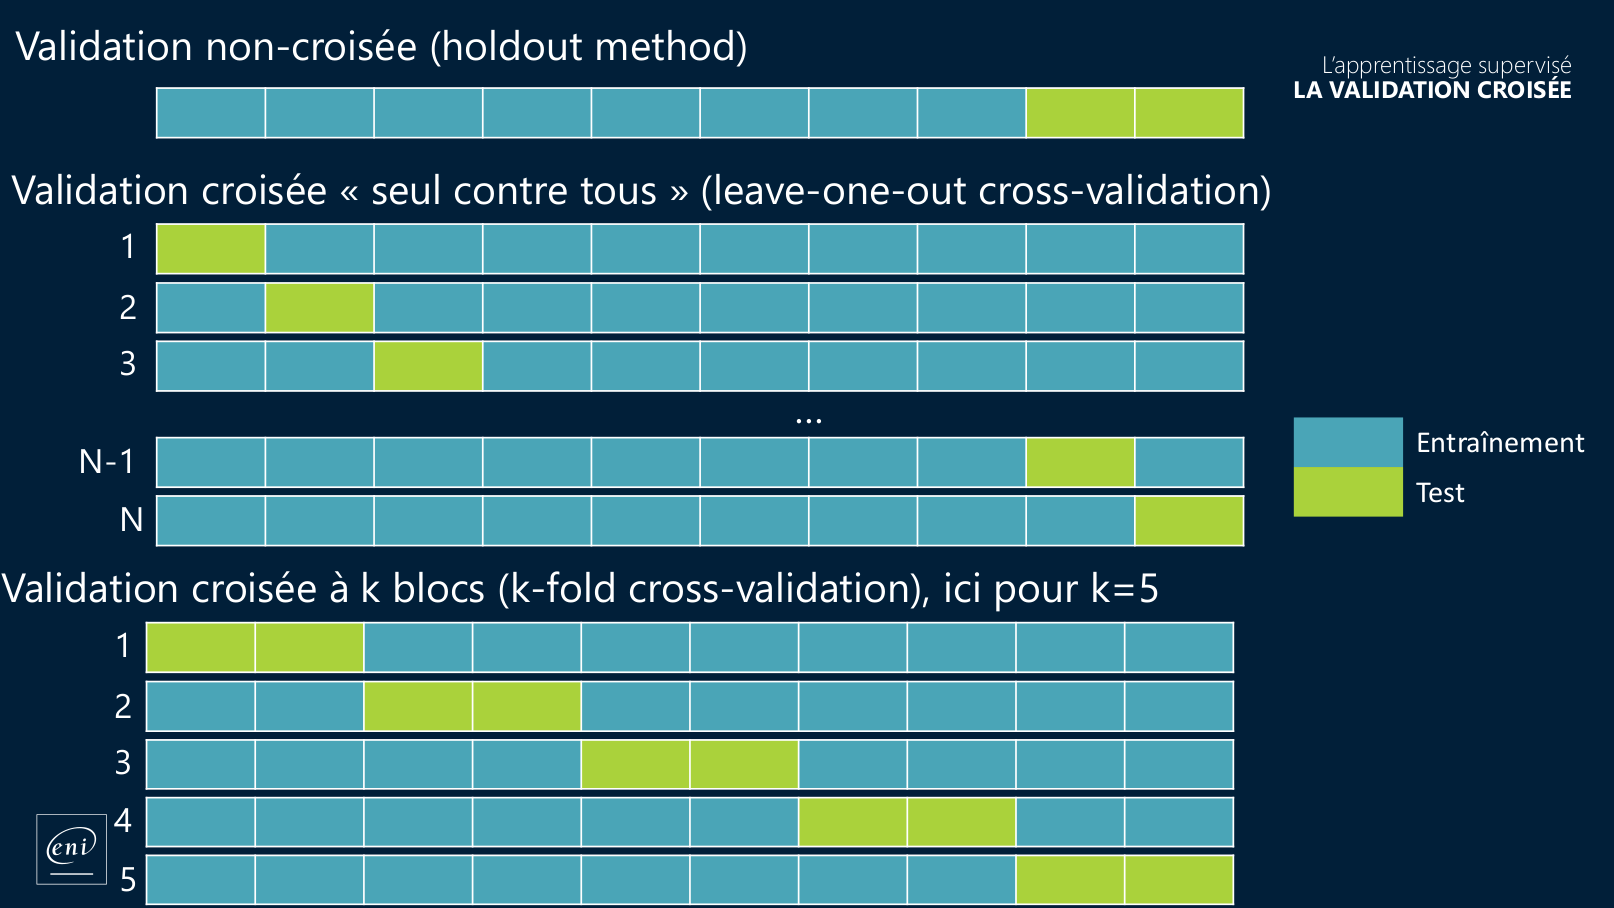 Validation non-croisée (holdout method)
L'apprentissage supervisé
LA VALIDATION CROISÉE
Validation croisée « seul contre tous » (leave-one-out cross-validation)
1
2
3
...
N-1
N
Entraînement
Test
Validation croisée à k blocs (k-fold cross-validation), ici pour k=5
1
2
3
4
5
eni